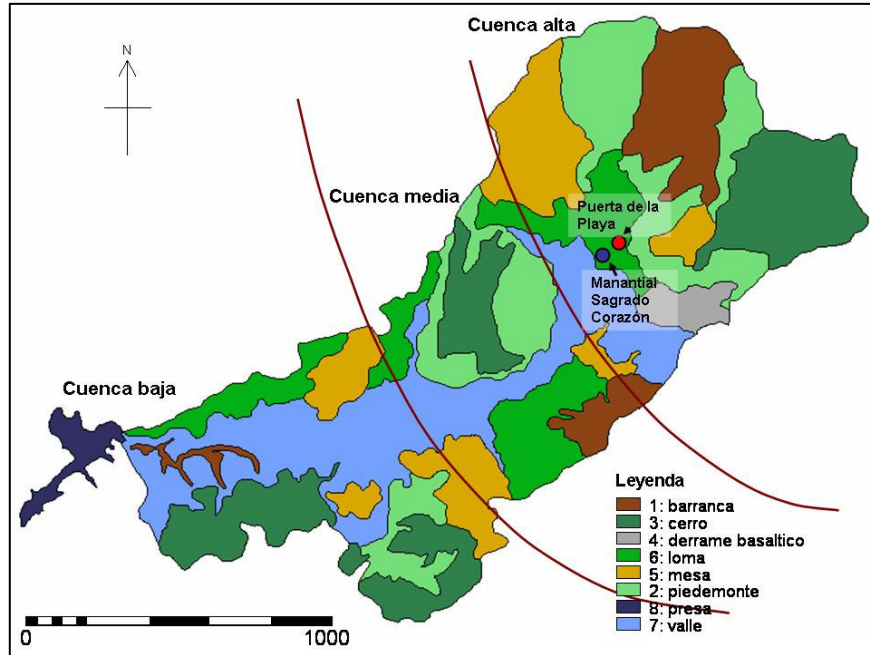 Cuenca alta
N
Cuenca media
Puerta de la
Playa
Manantial
Sagrado
Corazón
Cuenca baja
Leyenda
1: barranca
3: cerro
4: derrame basaltico
6: loma
5: mesa
2: piedemonte
8: presa
7: valle
0 1000